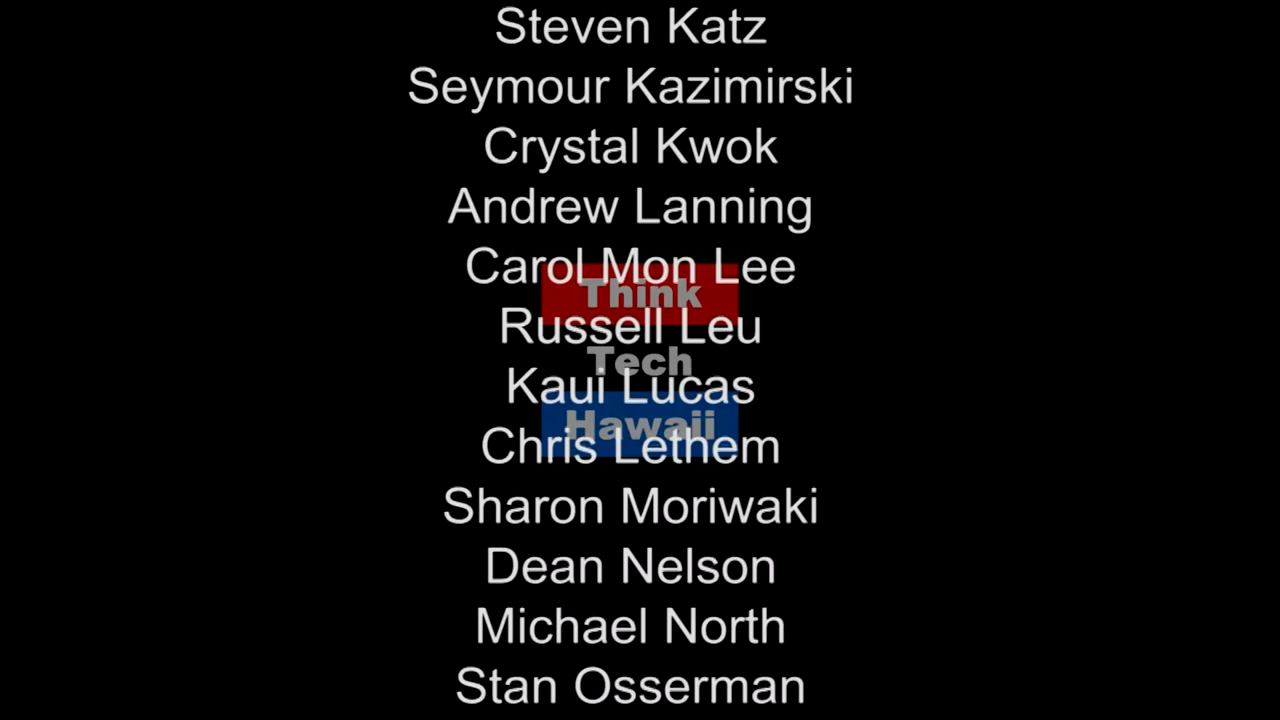 Steven Katz
Seymour Kazimirski
Crystal Kwok
Andrew Lanning
Carol Mon Lee
Think
Russell Leu
Tech
Kaui Lucas
Hawaii
Chris Lethem
Sharon Moriwaki
Dean Nelson
Michael North
Stan Osserman